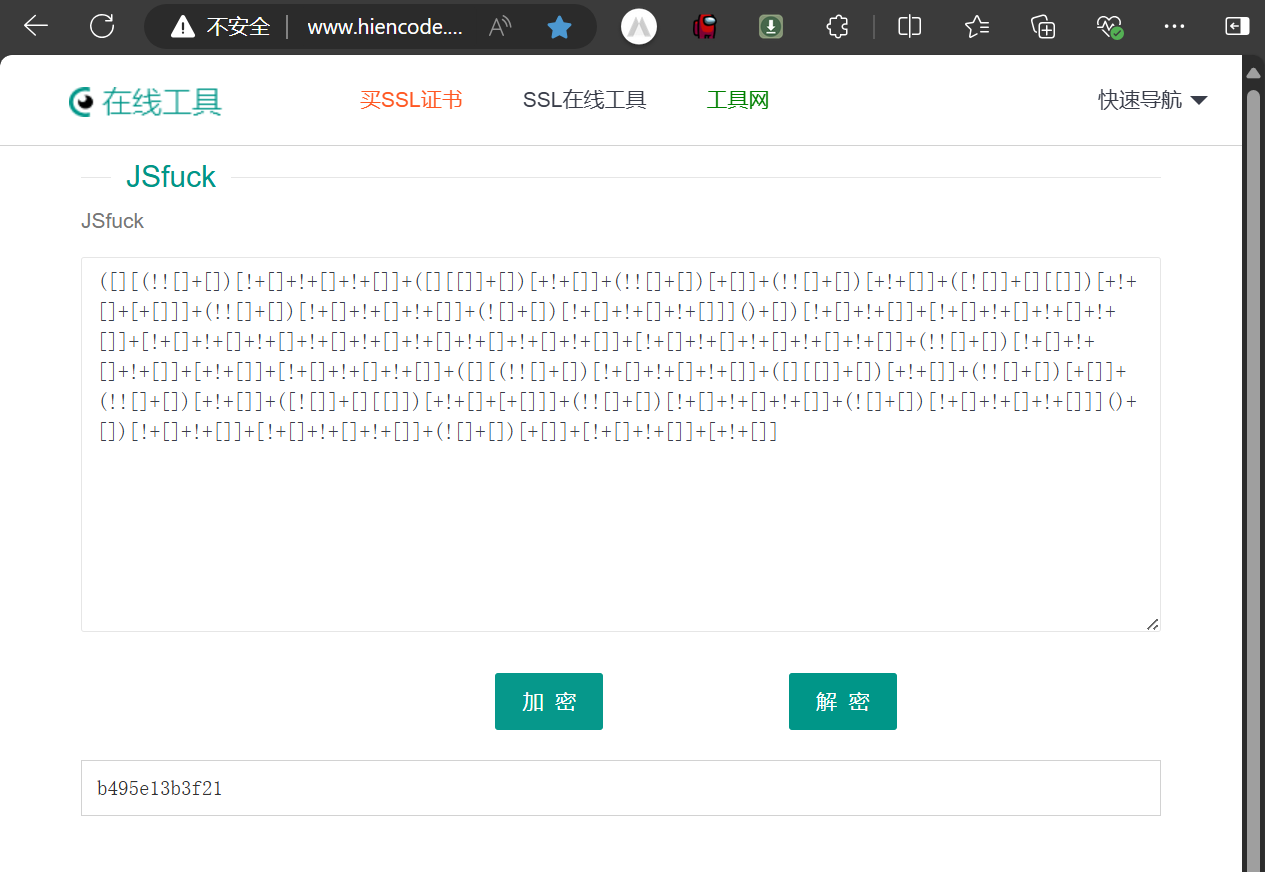 不安全 www.hiencode....
在线工具 买SSL证书 SSL在线工具 工具网 快速导航
JSfuck
JSfuck
([][(!![]+[])[!+[]+!+[]+!+[]]+([][[]]+[])[+!+[]]+(!![]+[])[+[]]+(!![]+[])[+!+[]]+([![]]+[][[]])[+!+
[]+[+[]]]+(!![]+[])[!+[]+!+[]+!+[]]+(![]+[])[!+[]+!+[]+!+[]]]()+[])[!+[]+!+[]]+[!+[]+!+[]+!+[]+!+
[]]+[!+[]+!+[]+!+[]+!+[]+!+[]+!+[]+!+[]+!+[]+!+[]]+[!+[]+!+[]+!+[]+!+[]+!+[]]+(!![]+[])[!+[]+!+
[]+!+[]]+[+!+[]]+[!+[]+!+[]+!+[]]+([][(!![]+[])[!+[]+!+[]+!+[]]+([][[]]+[])[+!+[]]+(!![]+[])[+[]]+
(!![]+[])[+!+[]]+([![]]+[][[]])[+!+[]+[+[]]]+(!![]+[])[!+[]+!+[]+!+[]]+(![]+[])[!+[]+!+[]+!+[]]]()+
[])[!+[]+!+[]]+[!+[]+!+[]+!+[]]+(![]+[])[+[]]+[!+[]+!+[]]+[+!+[]]
加 密 解 密
b495e13b3f21